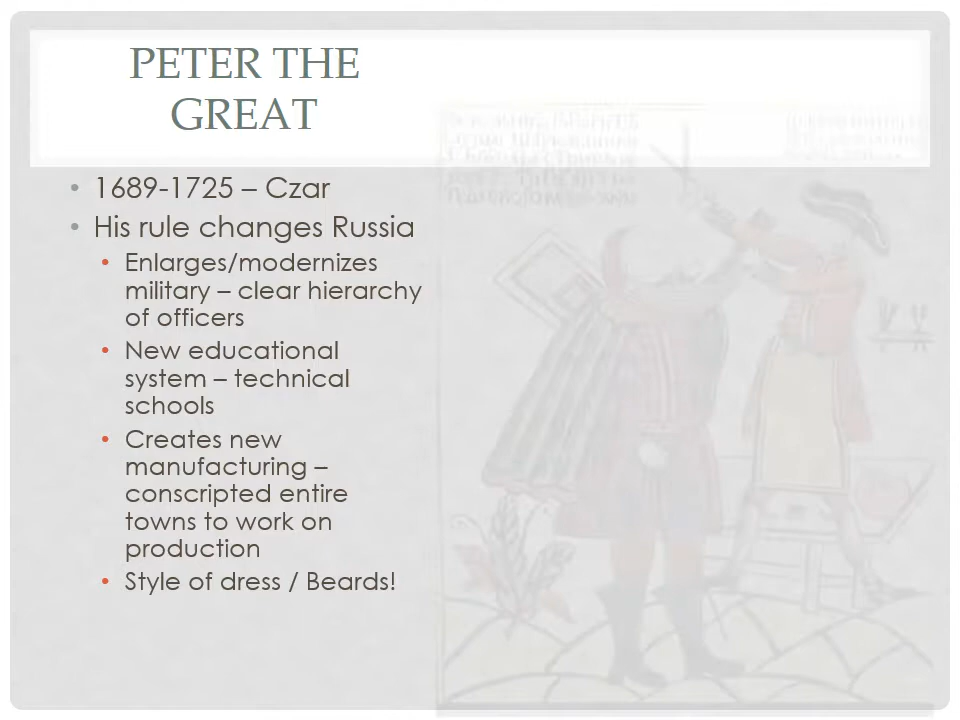 PETER THE
GREAT
• 1689-1725 – Czar
• His rule changes Russia
• Enlarges/modernizes
military – clear hierarchy
of officers
• New educational
system – technical
schools
• Creates new
manufacturing –
conscripted entire
towns to work on
production
• Style of dress / Beards!